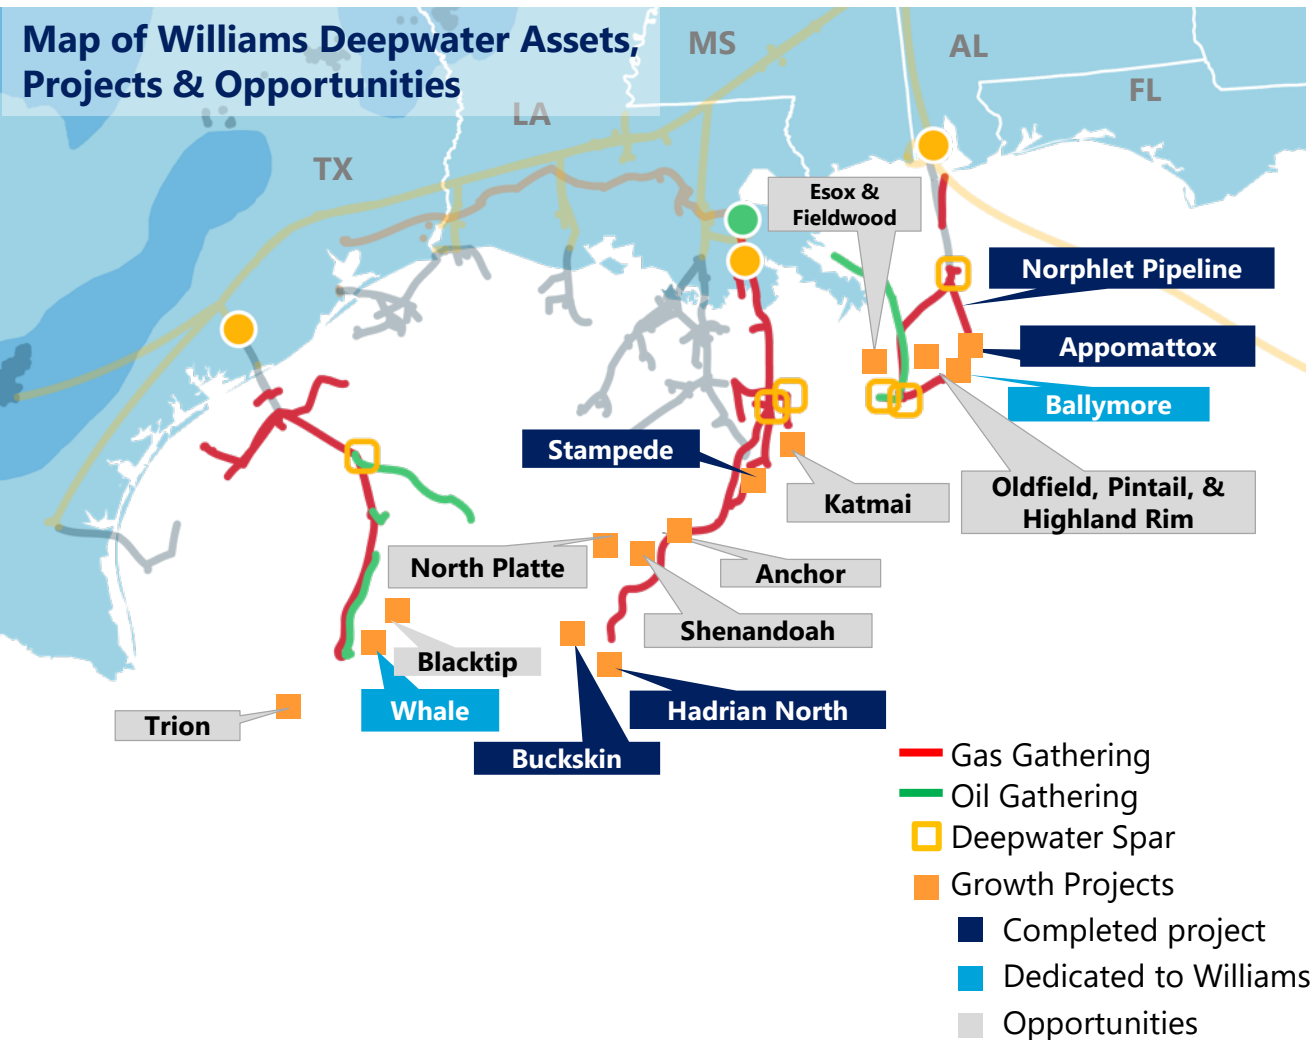 Map of Williams Deepwater Assets,
Projects & Opportunities
MS
AL
FL
LA
TX
Esox &
Fieldwood
Norphlet Pipeline
Appomattox
Ballymore
Stampede
Katmai
Oldfield, Pintail, &
Highland Rim
North Platte
Anchor
Shenandoah
Blacktip
Whale
Hadrian North
Trion
Buckskin
Gas Gathering
Oil Gathering
Deepwater Spar
Growth Projects
Completed project
Dedicated to Williams
Opportunities